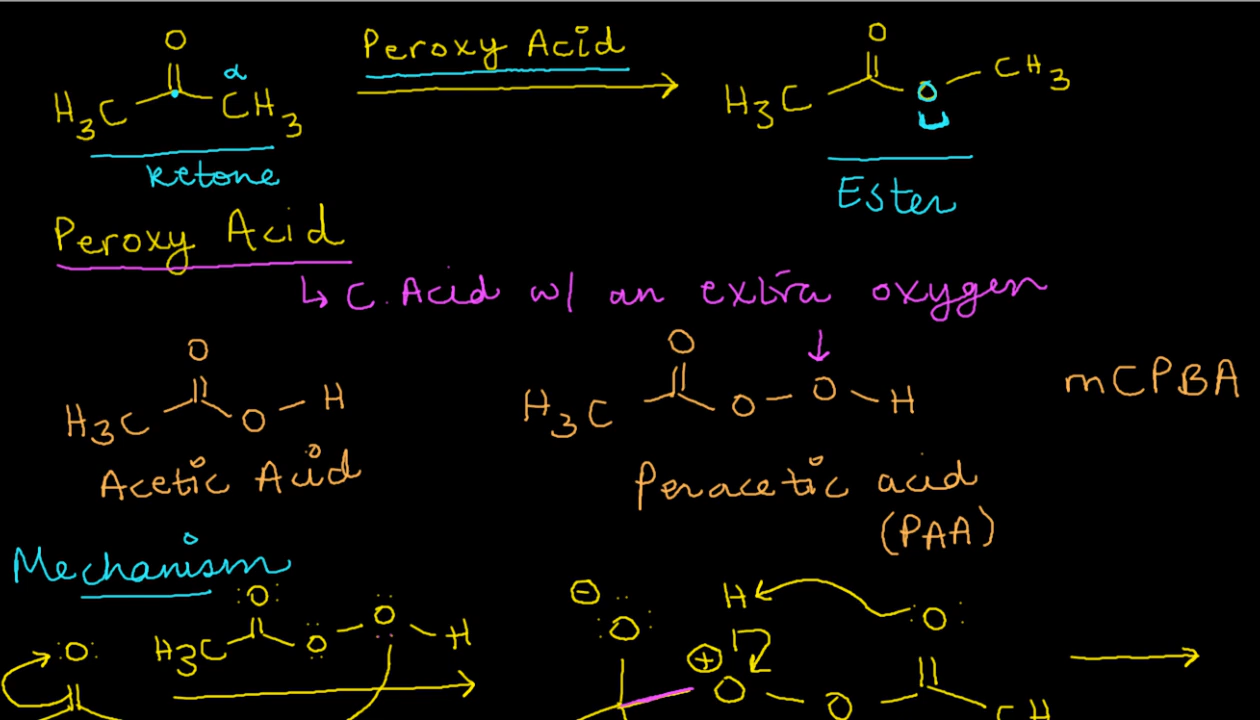 O
Peroxy Acid
O
α
H3C CH3
H3C O CH3
Ketone
Ester
Peroxy Acid
↳ C. Acid w/ an extra oxygen
O
O
H3C O H
H3C O O H
mCPBA
Acetic Acid
Peracetic acid
(PAA)
Mechanism
:O: O H
H3C O
:O:
⊖ :O:
H O:
⊕ O O CH